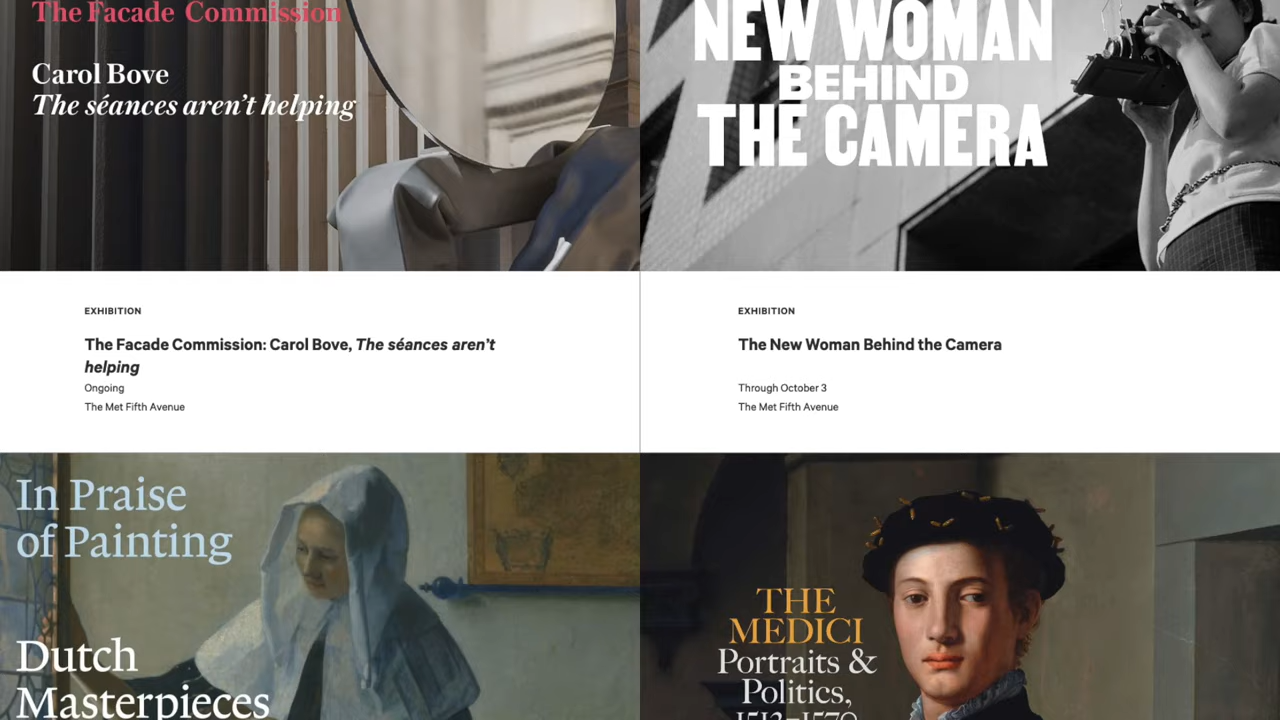 The Facade Commission
Carol Bove
The séances aren't helping
NEW WOMAN
BEHIND
THE CAMERA
EXHIBITION
The Facade Commission: Carol Bove, The séances aren't
helping
Ongoing
The Met Fifth Avenue
EXHIBITION
The New Woman Behind the Camera
Through October 3
The Met Fifth Avenue
In Praise
of Painting
Dutch
Masterpieces
THE
MEDICI
Portraits &
Politics,
1512–1570